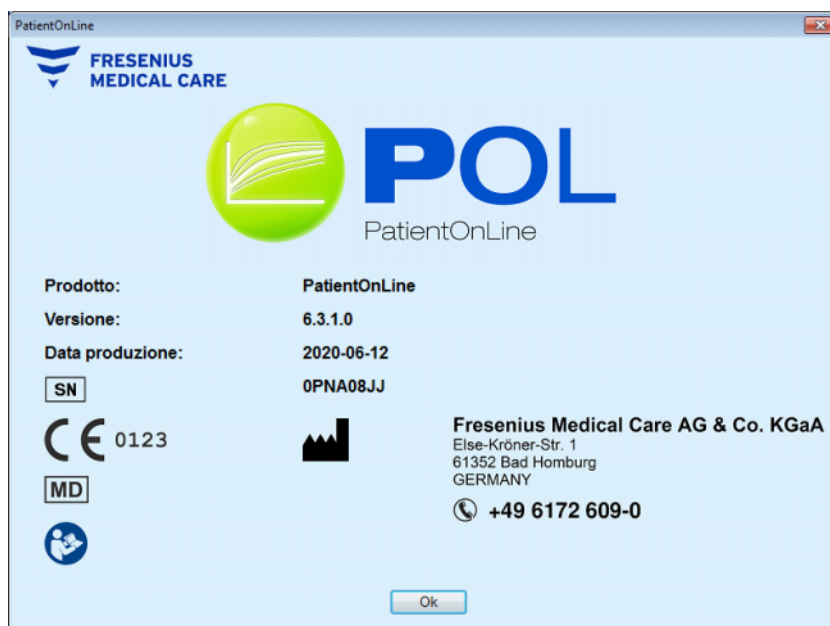 PatientOnLine
FRESENIUS
MEDICAL CARE
POL
PatientOnLine
Prodotto: PatientOnLine
Versione: 6.3.1.0
Data produzione: 2020-06-12
SN 0PNA08JJ
CE 0123
Fresenius Medical Care AG & Co. KGaA
Else-Kröner-Str. 1
61352 Bad Homburg
GERMANY
+49 6172 609-0
MD
Ok